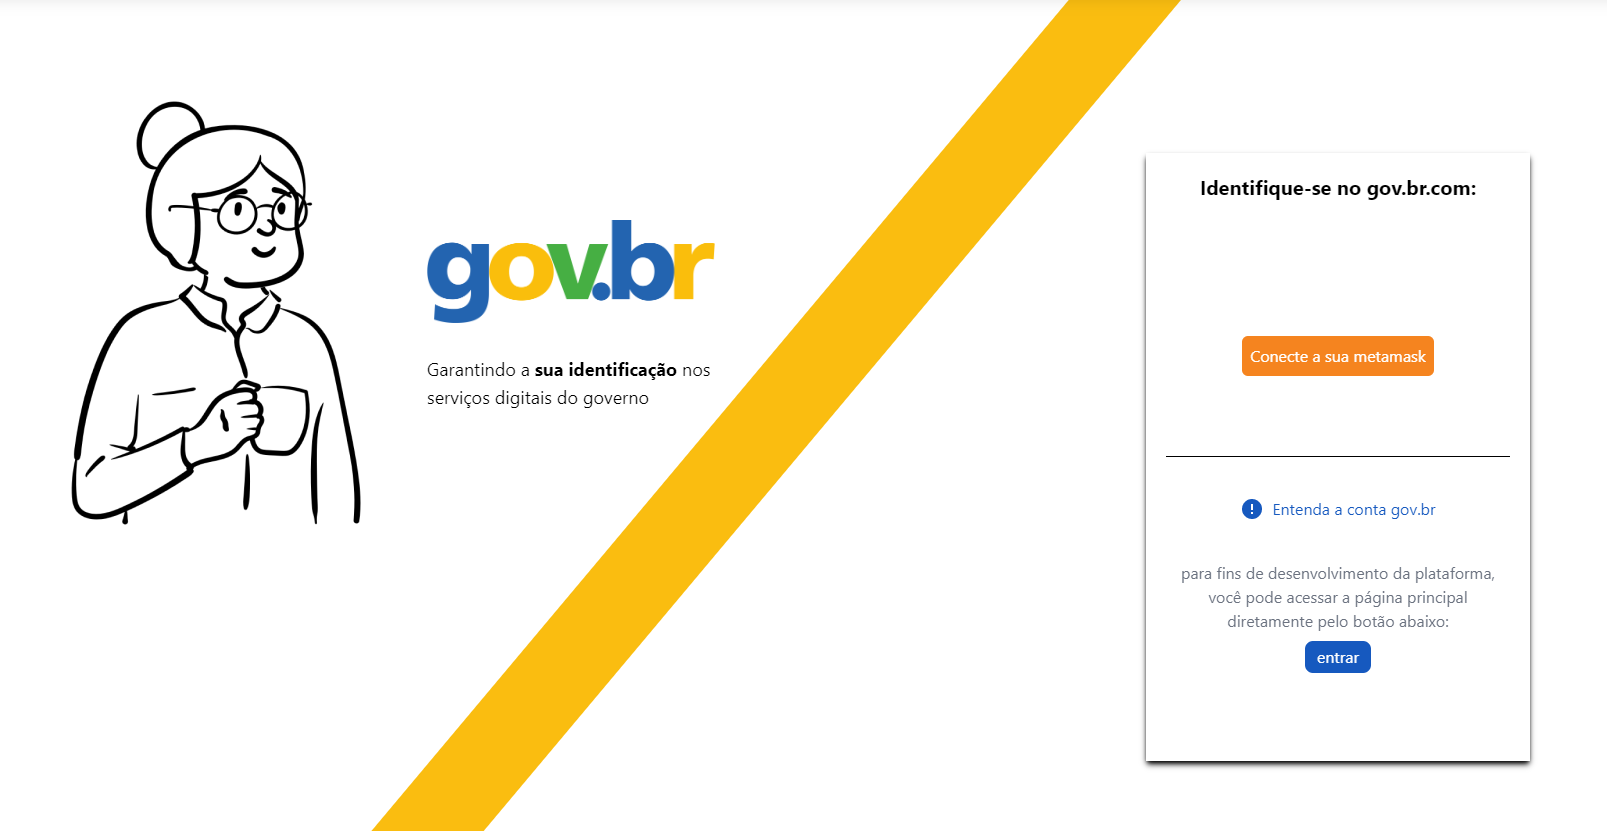 gov.br
Garantindo a sua identificação nos
serviços digitais do governo
Identifique-se no gov.br.com:
Conecte a sua metamask
Entenda a conta gov.br
para fins de desenvolvimento da plataforma,
você pode acessar a página principal
diretamente pelo botão abaixo:
entrar